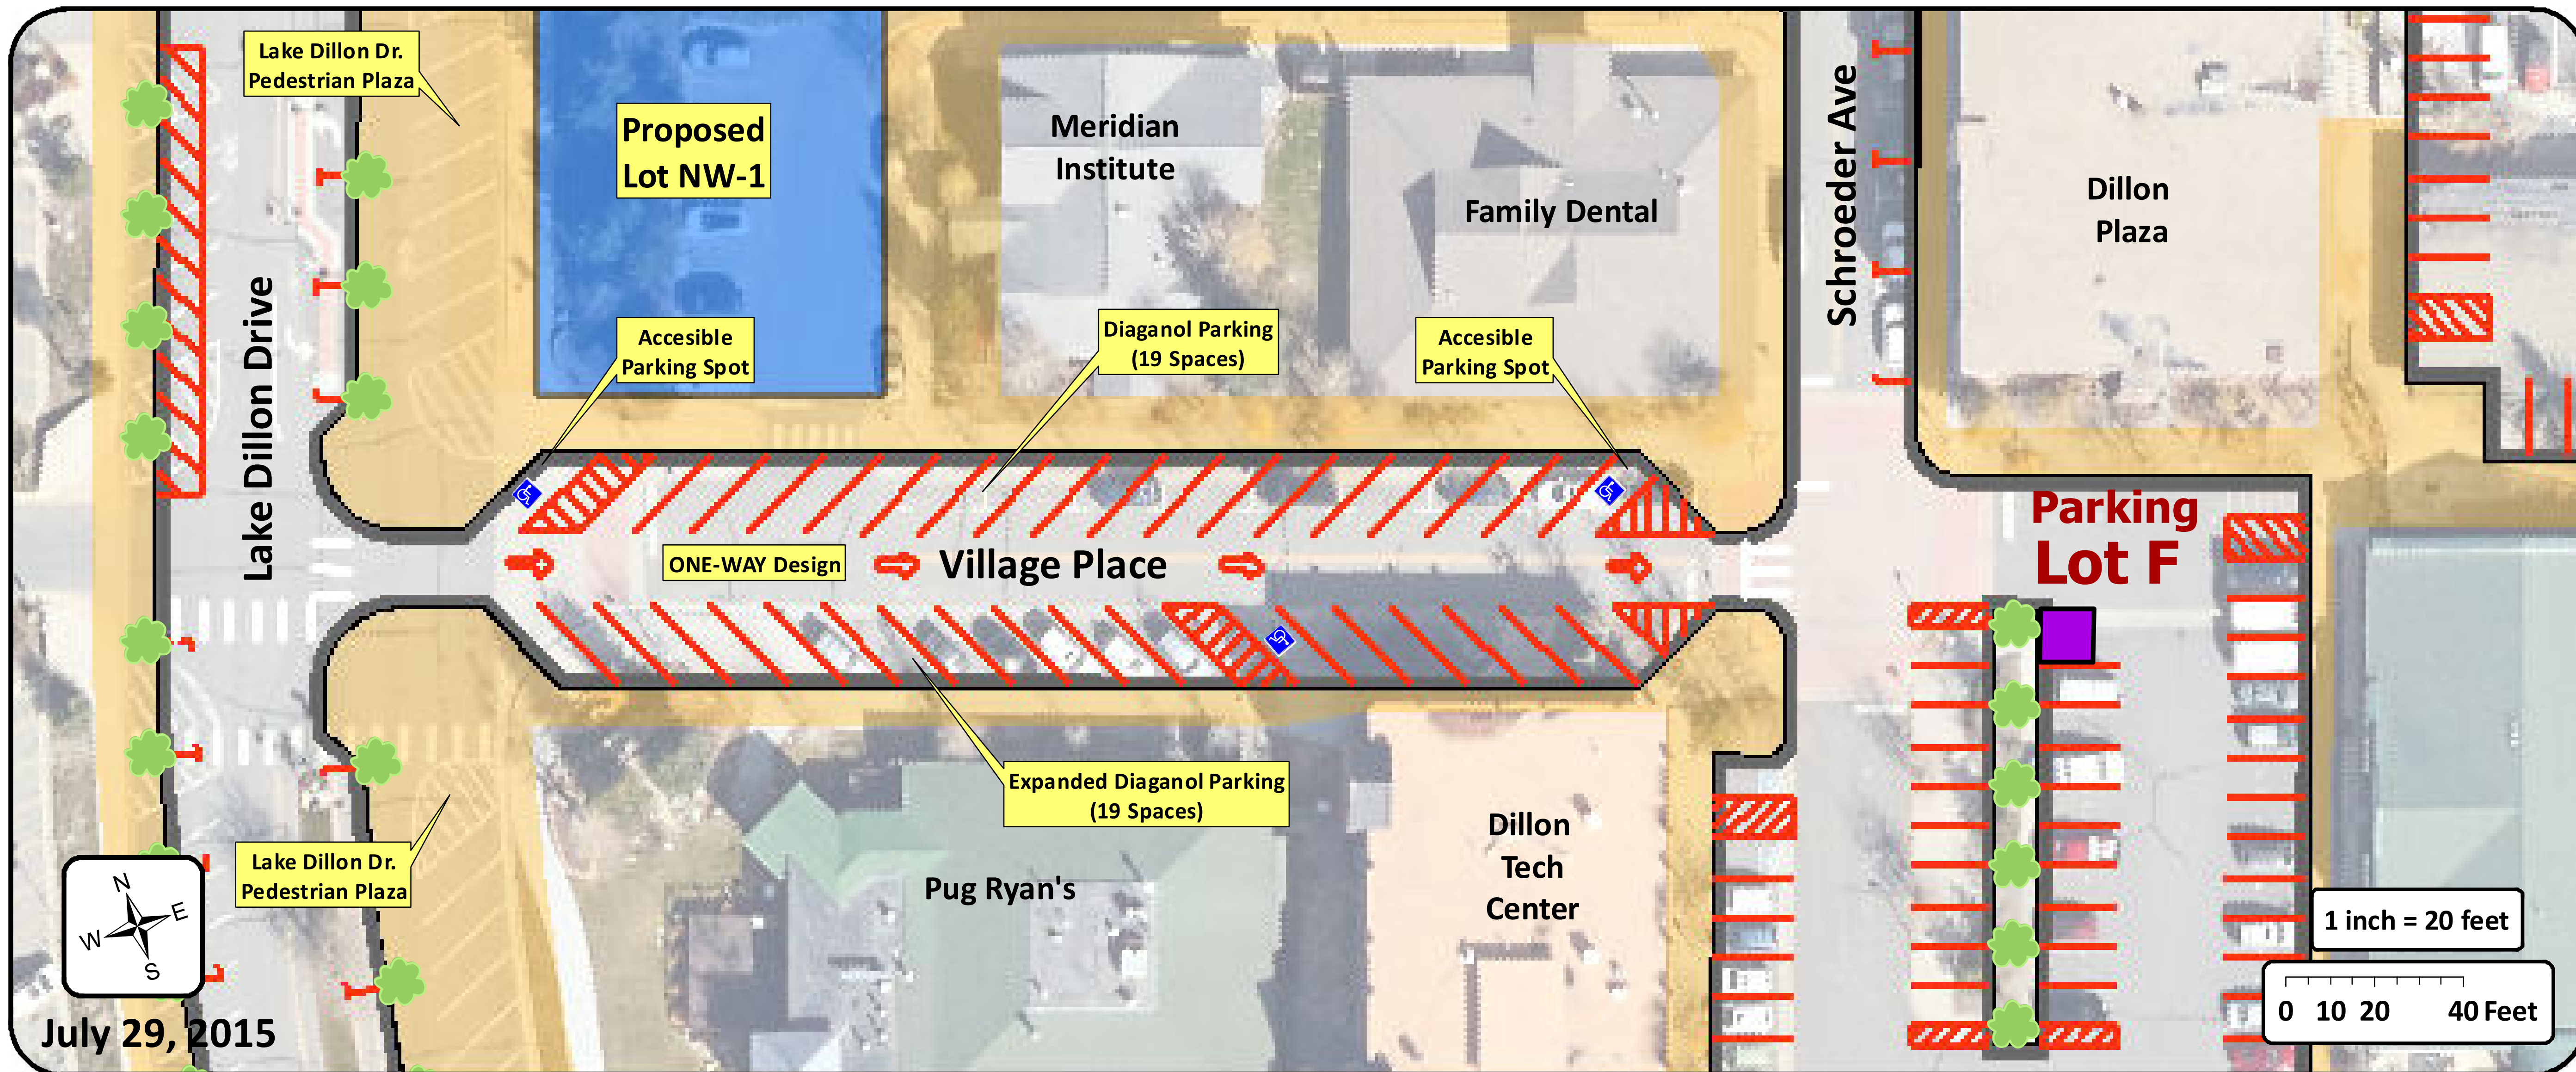 Lake Dillon Dr.
Pedestrian Plaza
Proposed
Lot NW-1
Meridian
Institute
Family Dental
Schroeder Ave
Dillon
Plaza
Lake Dillon Drive
Accesible
Parking Spot
Diaganol Parking
(19 Spaces)
Accesible
Parking Spot
Parking
Lot F
ONE-WAY Design
Village Place
Expanded Diaganol Parking
(19 Spaces)
Lake Dillon Dr.
Pedestrian Plaza
Pug Ryan's
Dillon
Tech
Center
N
E
W
S
July 29, 2015
1 inch = 20 feet
0 10 20 40 Feet